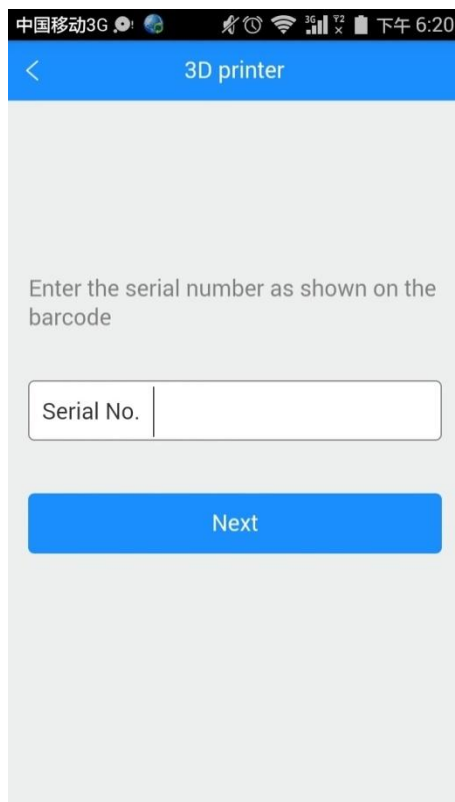 中国移动3G
3G
下午 6:20
3D printer
Enter the serial number as shown on the
barcode
Serial No.
Next